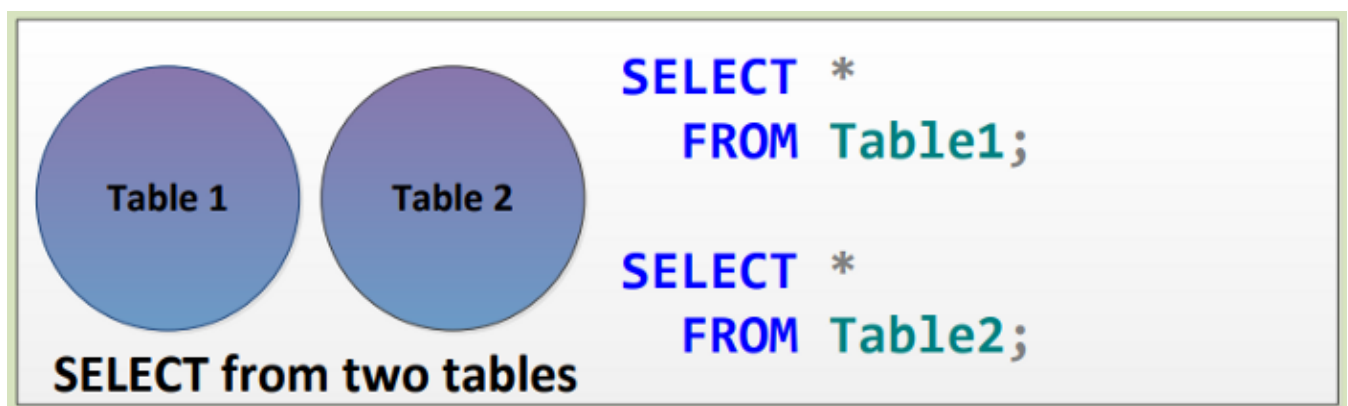 Table 1
Table 2
SELECT from two tables
SELECT *
FROM Table1;
SELECT *
FROM Table2;